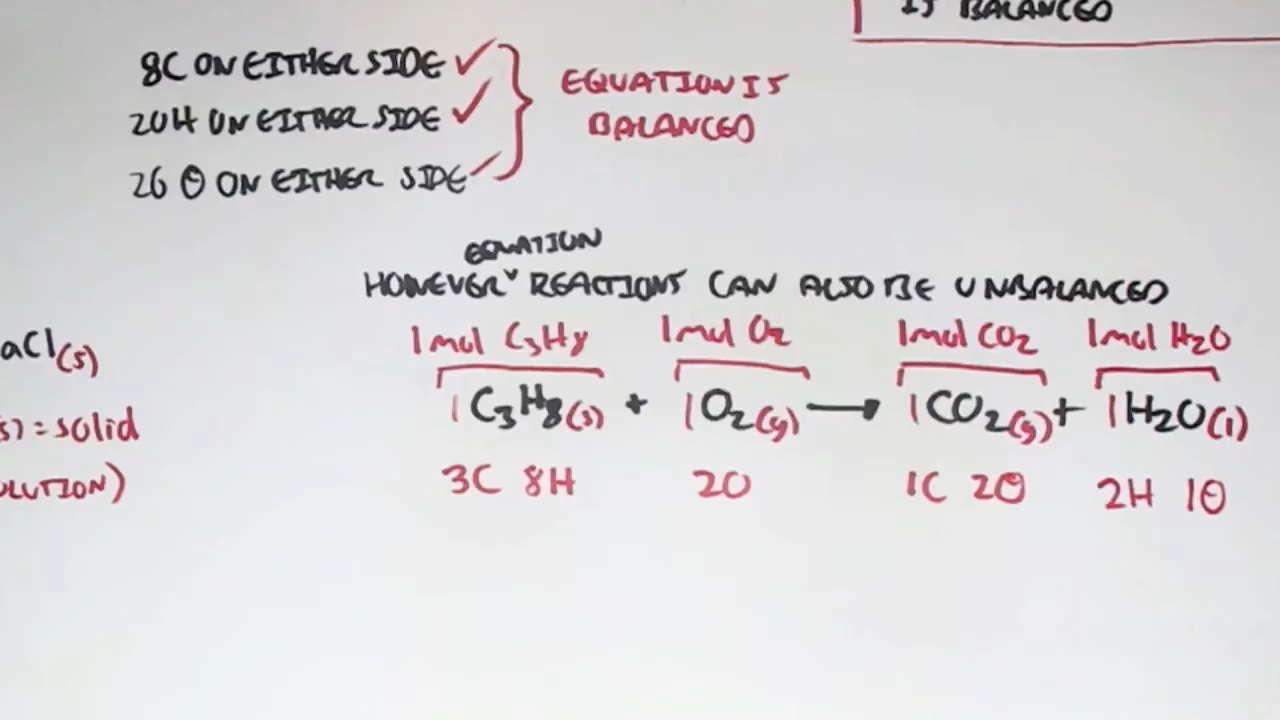 IS BALANCED
8C ON EITHER SIDE ✓
20H ON EITHER SIDE ✓
26 O ON EITHER SIDE ✓
EQUATION IS
BALANCED
EQUATION
HOWEVER ˅ REACTIONS CAN ALSO BE UNBALANCED
1mol C₃H₈ 1mol O₂ 1mol CO₂ 1mol H₂O
1C₃H₈(s) + 1O₂(g) ⟶ 1CO₂(g) + 1H₂O(l)
3C 8H 2O 1C 2O 2H 1O
aCl(s)
s) = solid
OLUTION)